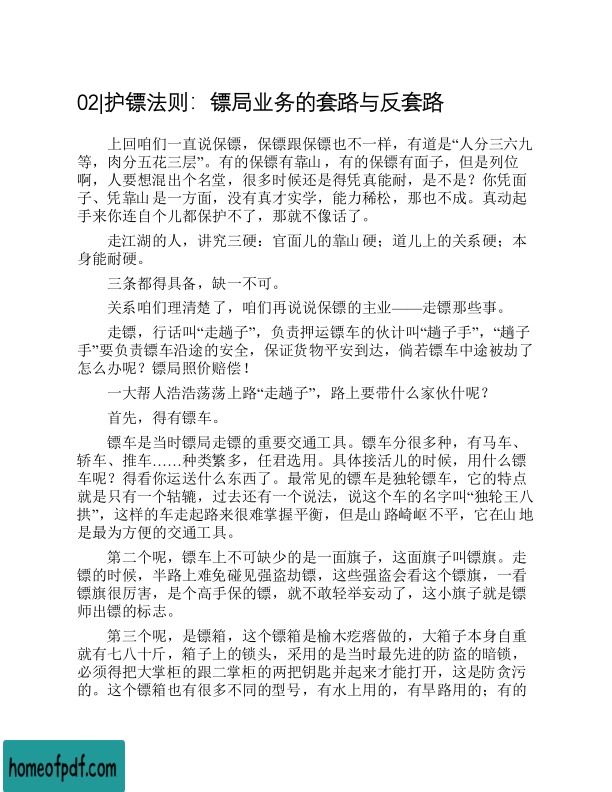 02|护镖法则：镖局业务的套路与反套路
上回咱们一直说保镖，保镖跟保镖也不一样，有道是“人分三六九
等，肉分五花三层”。有的保镖有靠山，有的保镖有面子，但是列位
啊，人要想混出个名堂，很多时候还是得凭真能耐，是不是？你凭面
子、凭靠山是一方面，没有真才实学，能力稀松，那也不成。真动起
手来你连自个儿都保护不了，那就不像话了。
走江湖的人，讲究三硬：官面儿的靠山硬；道儿上的关系硬；本
身能耐硬。
三条都得具备，缺一不可。
关系咱们理清楚了，咱们再说说保镖的主业——走镖那些事。
走镖，行话叫“走趟子”，负责押运镖车的伙计叫“趟子手”，“趟子
手”要负责镖车沿途的安全，保证货物平安到达，倘若镖车中途被劫了
怎么办呢？镖局照价赔偿！
一大帮人浩浩荡荡上路“走趟子”，路上要带什么家伙什呢？
首先，得有镖车。
镖车是当时镖局走镖的重要交通工具。镖车分很多种，有马车、
轿车、推车……种类繁多，任君选用。具体接活儿的时候，用什么镖
车呢？得看你运送什么东西了。最常见的镖车是独轮镖车，它的特点
就是只有一个轱辘，过去还有一个说法，说这个车的名字叫“独轮王八
拱”，这样的车走起路来很难掌握平衡，但是山路崎岖不平，它在山地
是最为方便的交通工具。
第二个呢，镖车上不可缺少的是一面旗子，这面旗子叫镖旗。走
镖的时候，半路上难免碰见强盗劫镖，这些强盗会看这个镖旗，一看
镖旗很厉害，是个高手保的镖，就不敢轻举妄动了，这小旗子就是镖
师出镖的标志。
第三个呢，是镖箱，这个镖箱是榆木疙瘩做的，大箱子本身自重
就有七八十斤，箱子上的锁头，采用的是当时最先进的防盗的暗锁，
必须得把大掌柜的跟二掌柜的两把钥匙并起来才能打开，这是防贪污
的。这个镖箱也有很多不同的型号，有水上用的，有旱路用的；有的
homeofpdf.com